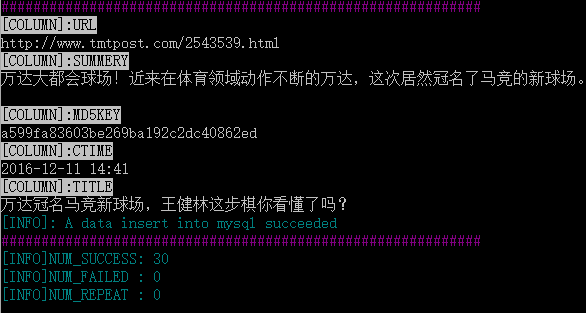 ############################################################
[COLUMN]:URL
http://www.tmtpost.com/2543539.html
[COLUMN]:SUMMERY
万达大都会球场！近来在体育领域动作不断的万达，这次居然冠名了马竞的新球场。
[COLUMN]:MD5KEY
a599fa83603be269ba192c2dc40862ed
[COLUMN]:CTIME
2016-12-11 14:41
[COLUMN]:TITLE
万达冠名马竞新球场，王健林这步棋你看懂了吗？
[INFO]: A data insert into mysql succeeded
############################################################
[INFO]NUM_SUCCESS: 30
[INFO]NUM_FAILED : 0
[INFO]NUM_REPEAT : 0